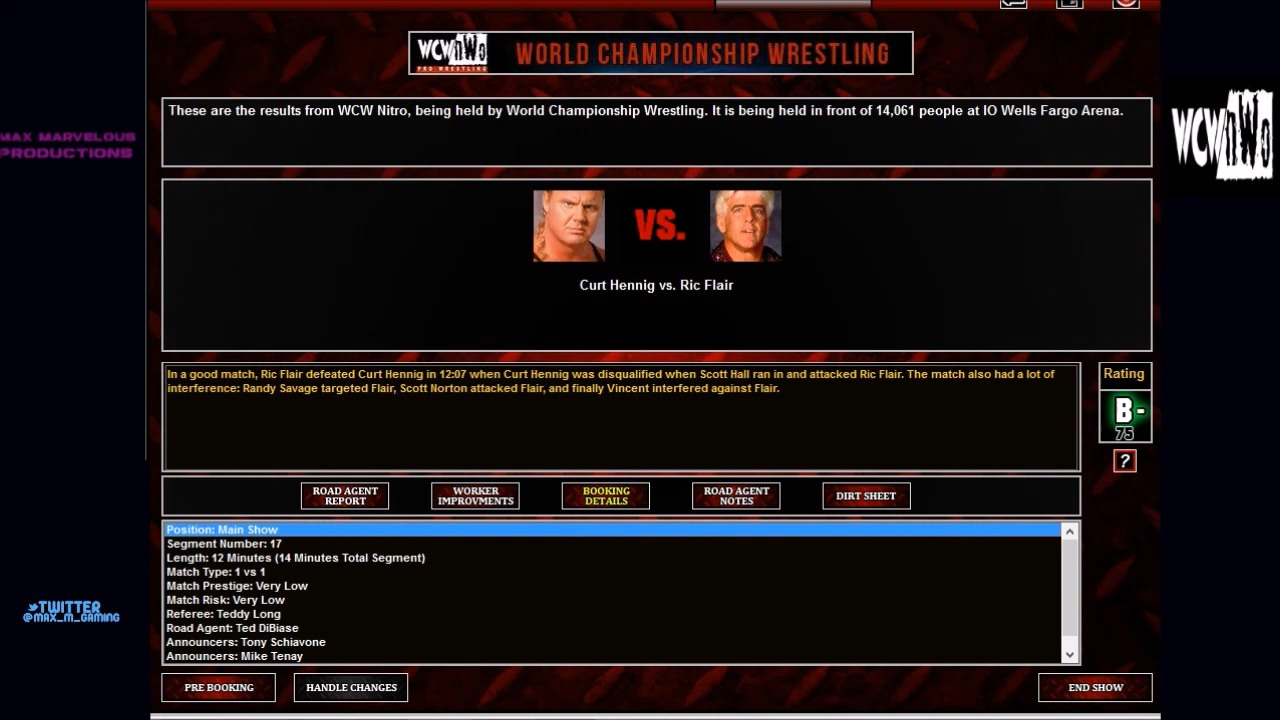 WCW nWo
PRO WRESTLING
WORLD CHAMPIONSHIP WRESTLING
These are the results from WCW Nitro, being held by World Championship Wrestling. It is being held in front of 14,061 people at IO Wells Fargo Arena.
MAX MARVELOUS
PRODUCTIONS
WCW nWo
VS.
Curt Hennig vs. Ric Flair
In a good match, Ric Flair defeated Curt Hennig in 12:07 when Curt Hennig was disqualified when Scott Hall ran in and attacked Ric Flair. The match also had a lot of
interference: Randy Savage targeted Flair, Scott Norton attacked Flair, and finally Vincent interfered against Flair.
Rating
B-
75
?
ROAD AGENT
REPORT
WORKER
IMPROVMENTS
BOOKING
DETAILS
ROAD AGENT
NOTES
DIRT SHEET
Position: Main Show
Segment Number: 17
Length: 12 Minutes (14 Minutes Total Segment)
Match Type: 1 vs 1
Match Prestige: Very Low
Match Risk: Very Low
Referee: Teddy Long
Road Agent: Ted DiBiase
Announcers: Tony Schiavone
Announcers: Mike Tenay
TWITTER
@MAX_M_GAMING
PRE BOOKING
HANDLE CHANGES
END SHOW